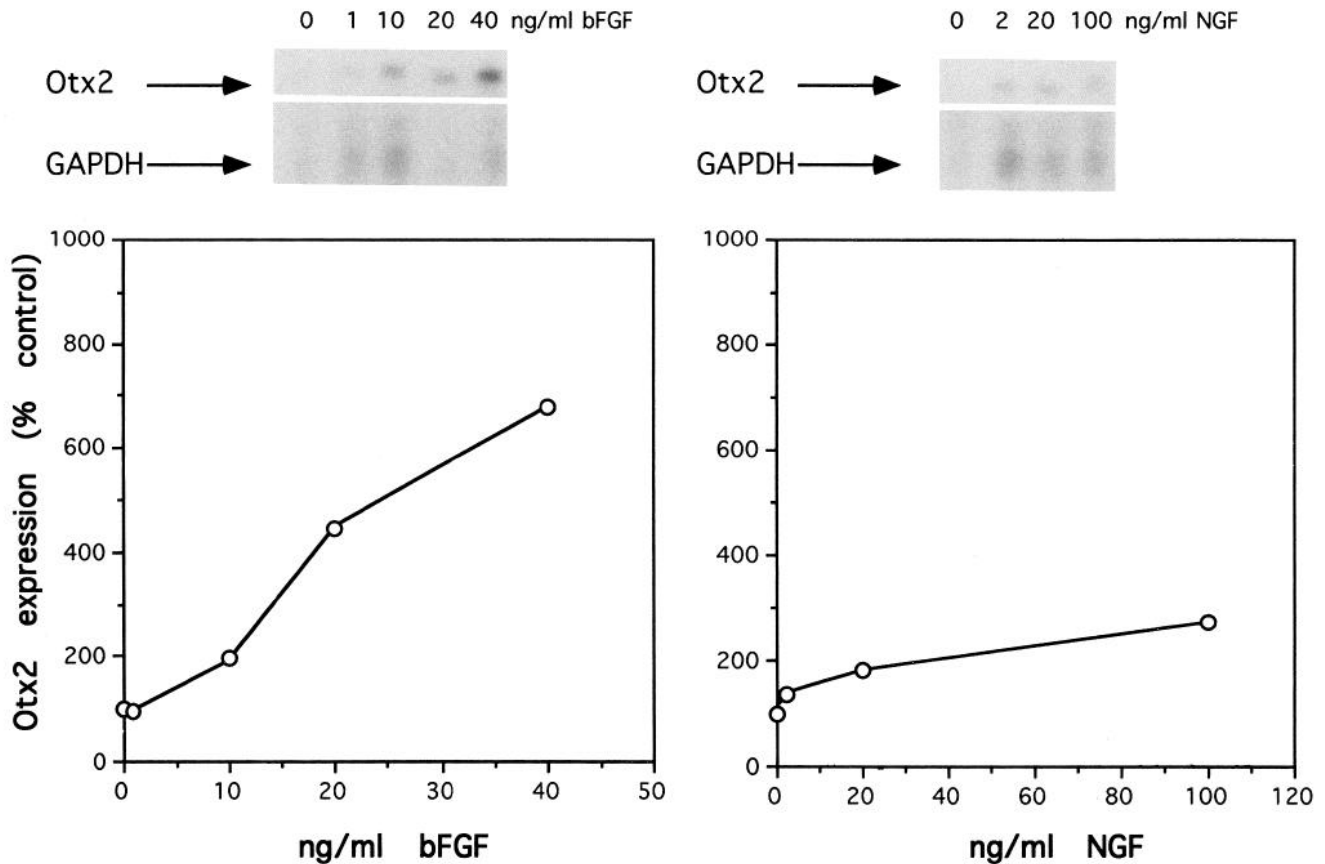 0 1 10 20 40 ng/ml bFGF
Otx2
GAPDH
0 2 20 100 ng/ml NGF
Otx2
GAPDH
Otx2 expression (% control)
1000
800
600
400
200
0
0 10 20 30 40 50
ng/ml bFGF
1000
800
600
400
200
0
0 20 40 60 80 100 120
ng/ml NGF